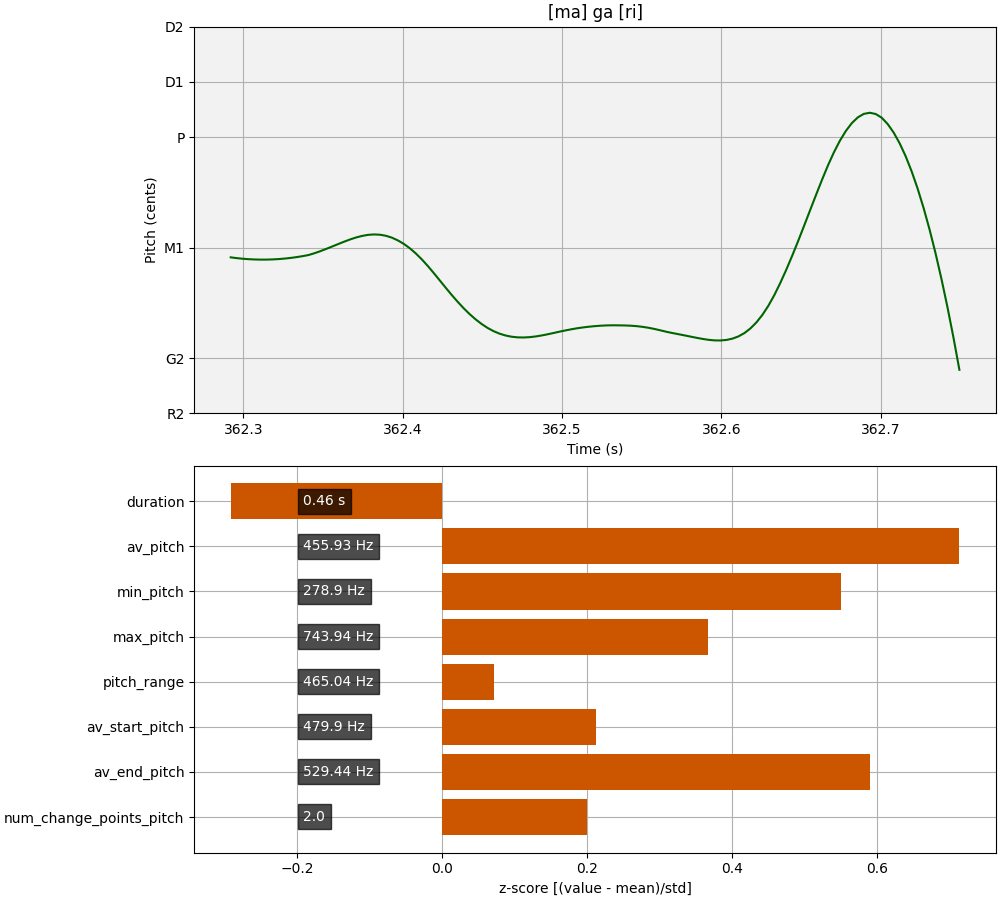 [ma] ga [ri]
D2
D1
P
M1
G2
R2
Pitch (cents)
362.3 362.4 362.5 362.6 362.7
Time (s)
duration 0.46 s
av_pitch 455.93 Hz
min_pitch 278.9 Hz
max_pitch 743.94 Hz
pitch_range 465.04 Hz
av_start_pitch 479.9 Hz
av_end_pitch 529.44 Hz
num_change_points_pitch 2.0
−0.2 0.0 0.2 0.4 0.6
z-score [(value - mean)/std]